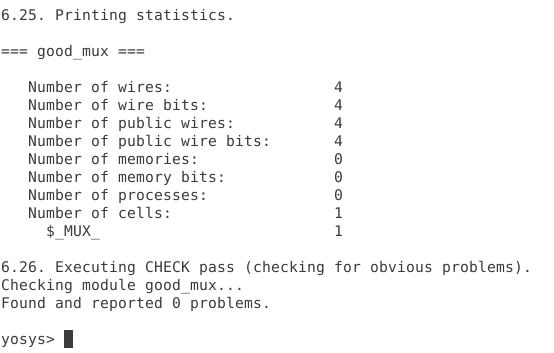 6.25. Printing statistics.
=== good_mux ===
Number of wires: 4
Number of wire bits: 4
Number of public wires: 4
Number of public wire bits: 4
Number of memories: 0
Number of memory bits: 0
Number of processes: 0
Number of cells: 1
$_MUX_ 1
6.26. Executing CHECK pass (checking for obvious problems).
Checking module good_mux...
Found and reported 0 problems.
yosys>